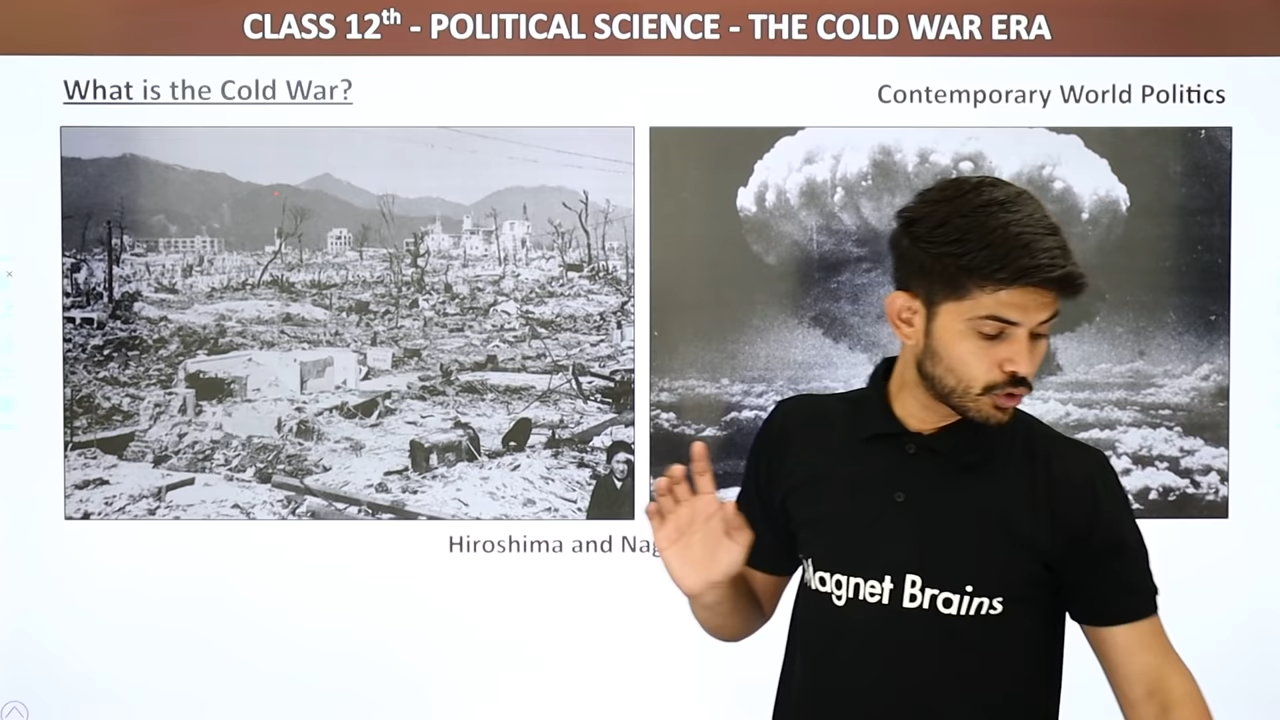 CLASS 12th - POLITICAL SCIENCE - THE COLD WAR ERA
What is the Cold War?
Contemporary World Politics
Hiroshima and
Magnet Brains